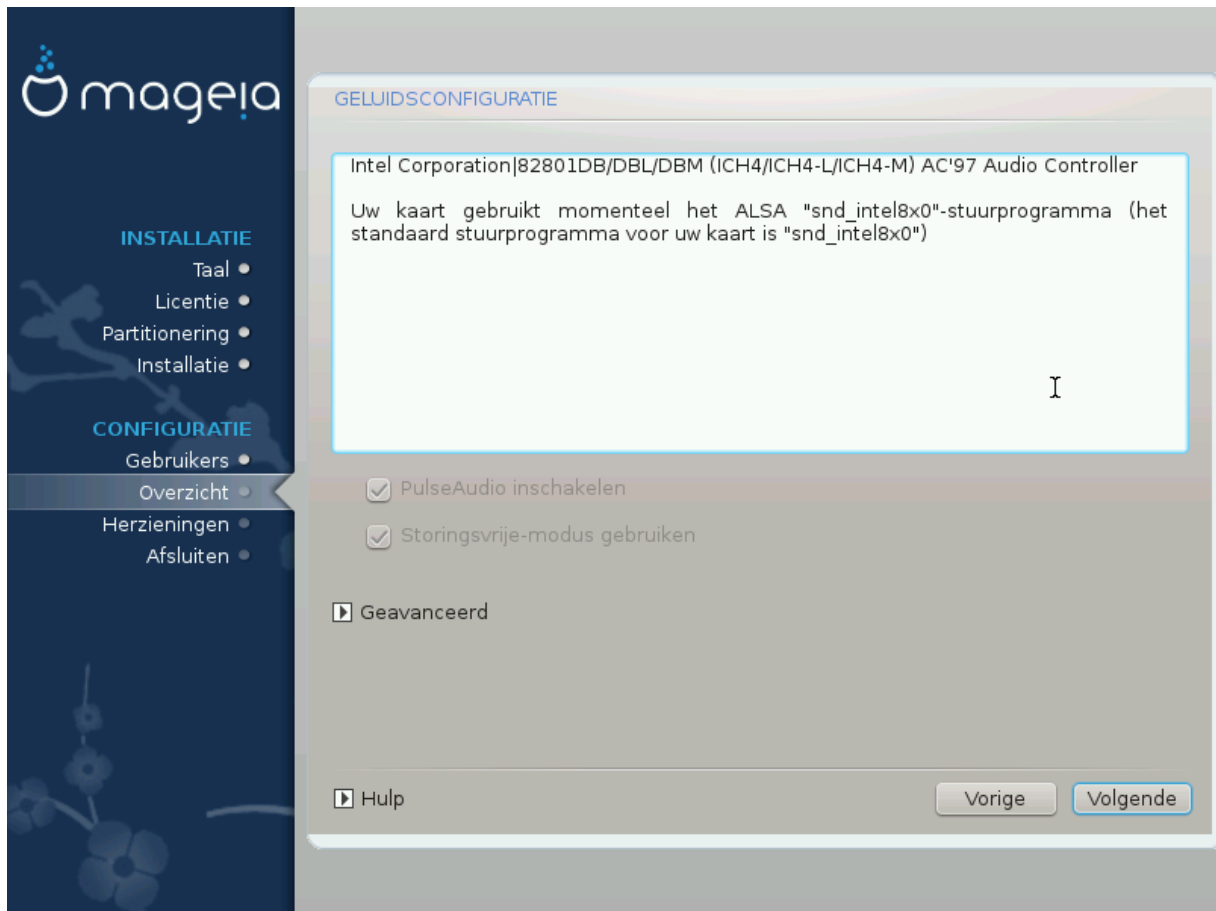 mageia
INSTALLATIE
Taal
Licentie
Partitionering
Installatie
CONFIGURATIE
Gebruikers
Overzicht
Herzieningen
Afsluiten
GELUIDSCONFIGURATIE
Intel Corporation|82801DB/DBL/DBM (ICH4/ICH4-L/ICH4-M) AC'97 Audio Controller
Uw kaart gebruikt momenteel het ALSA "snd_intel8x0"-stuurprogramma (het
standaard stuurprogramma voor uw kaart is "snd_intel8x0")
PulseAudio inschakelen
Storingsvrije-modus gebruiken
Geavanceerd
Hulp
Vorige
Volgende